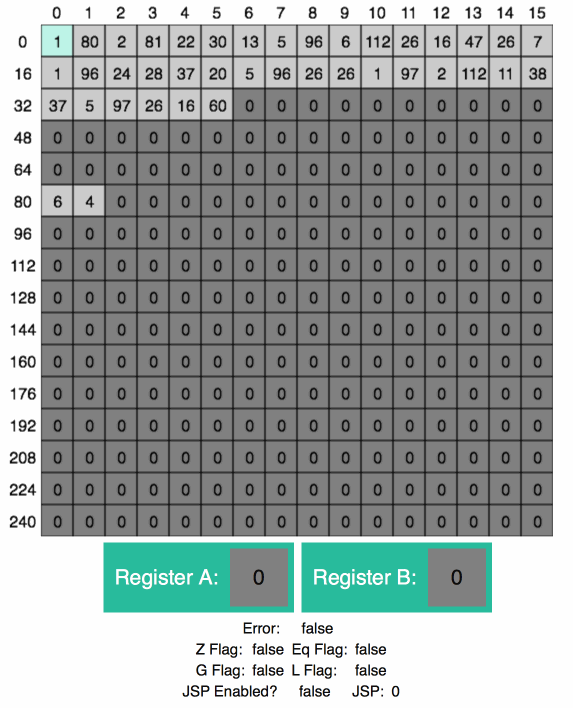 0 1 2 3 4 5 6 7 8 9 10 11 12 13 14 15
0 1 80 2 81 22 30 13 5 96 6 112 26 16 47 26 7
16 1 96 24 28 37 20 5 96 26 26 1 97 2 112 11 38
32 37 5 97 26 16 60 0 0 0 0 0 0 0 0 0 0
48 0 0 0 0 0 0 0 0 0 0 0 0 0 0 0 0
64 0 0 0 0 0 0 0 0 0 0 0 0 0 0 0 0
80 6 4 0 0 0 0 0 0 0 0 0 0 0 0 0 0
96 0 0 0 0 0 0 0 0 0 0 0 0 0 0 0 0
112 0 0 0 0 0 0 0 0 0 0 0 0 0 0 0 0
128 0 0 0 0 0 0 0 0 0 0 0 0 0 0 0 0
144 0 0 0 0 0 0 0 0 0 0 0 0 0 0 0 0
160 0 0 0 0 0 0 0 0 0 0 0 0 0 0 0 0
176 0 0 0 0 0 0 0 0 0 0 0 0 0 0 0 0
192 0 0 0 0 0 0 0 0 0 0 0 0 0 0 0 0
208 0 0 0 0 0 0 0 0 0 0 0 0 0 0 0 0
224 0 0 0 0 0 0 0 0 0 0 0 0 0 0 0 0
240 0 0 0 0 0 0 0 0 0 0 0 0 0 0 0 0
Register A: 0 Register B: 0
Error: false
Z Flag: false Eq Flag: false
G Flag: false L Flag: false
JSP Enabled? false JSP: 0